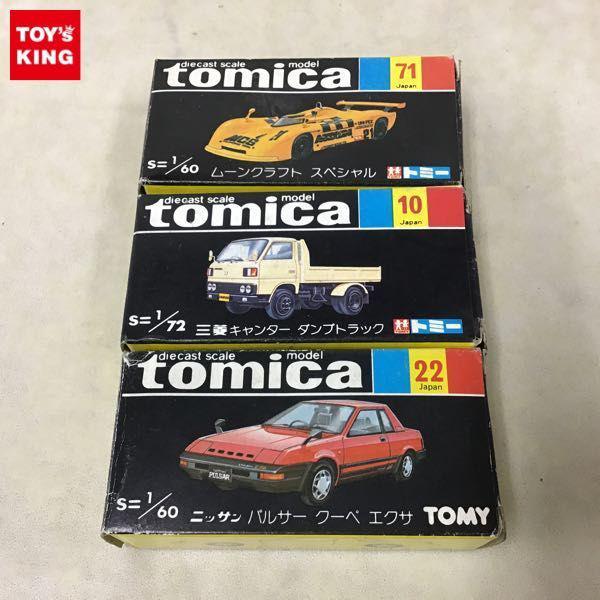 TOY's
KING
diecast scale model
tomica
71
Japan
S=1/60
ムーンクラフト スペシャル
トミー
diecast scale model
tomica
10
Japan
S=1/72
三菱キャンター ダンプトラック
トミー
diecast scale model
tomica
22
Japan
PULSAR
S=1/60
ニッサン パルサー クーペ エクサ
TOMY